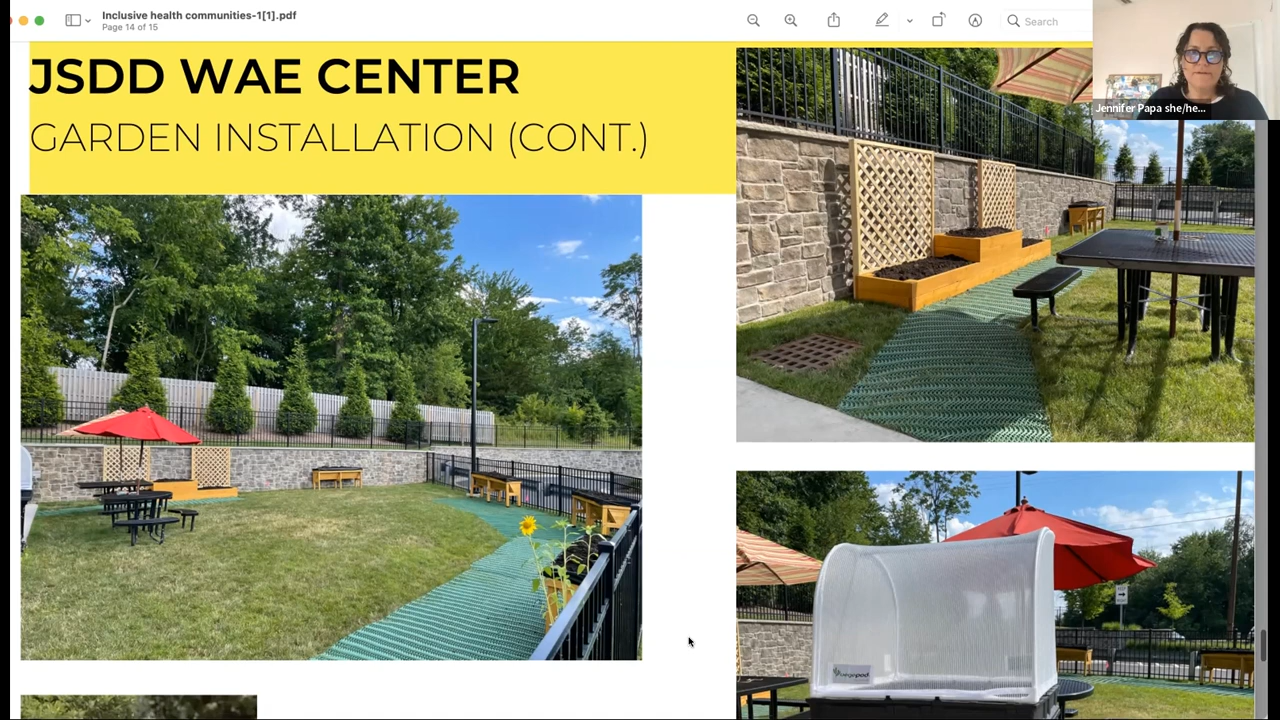 Inclusive health communities-1[1].pdf
Page 14 of 15
Search
Jennifer Papa she/he...
JSDD WAE CENTER
GARDEN INSTALLATION (CONT.)
vegepod